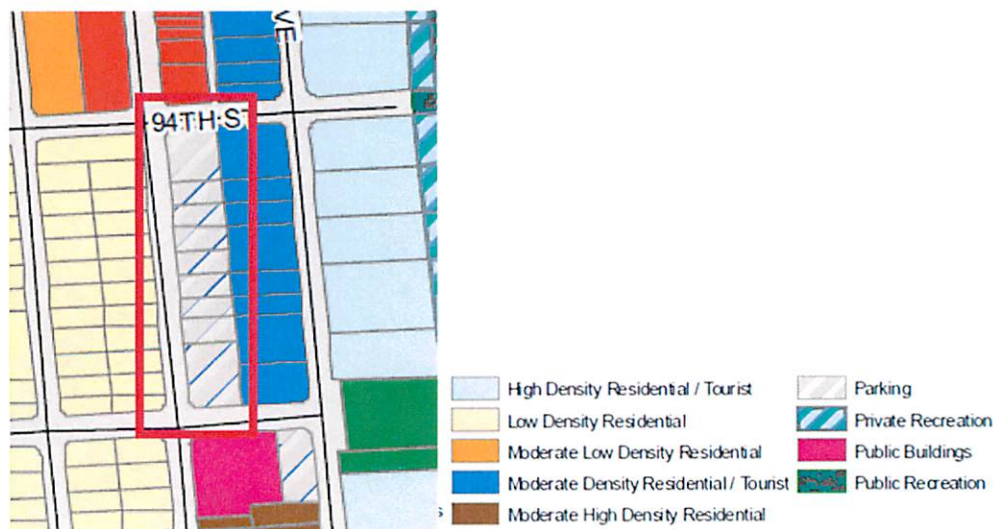 VE
94TH S
High Density Residential / Tourist
Low Density Residential
Moderate Low Density Residential
Moderate Density Residential / Tourist
s
Moderate High Density Residential
Parking
Private Recreation
Public Buildings
Public Recreation